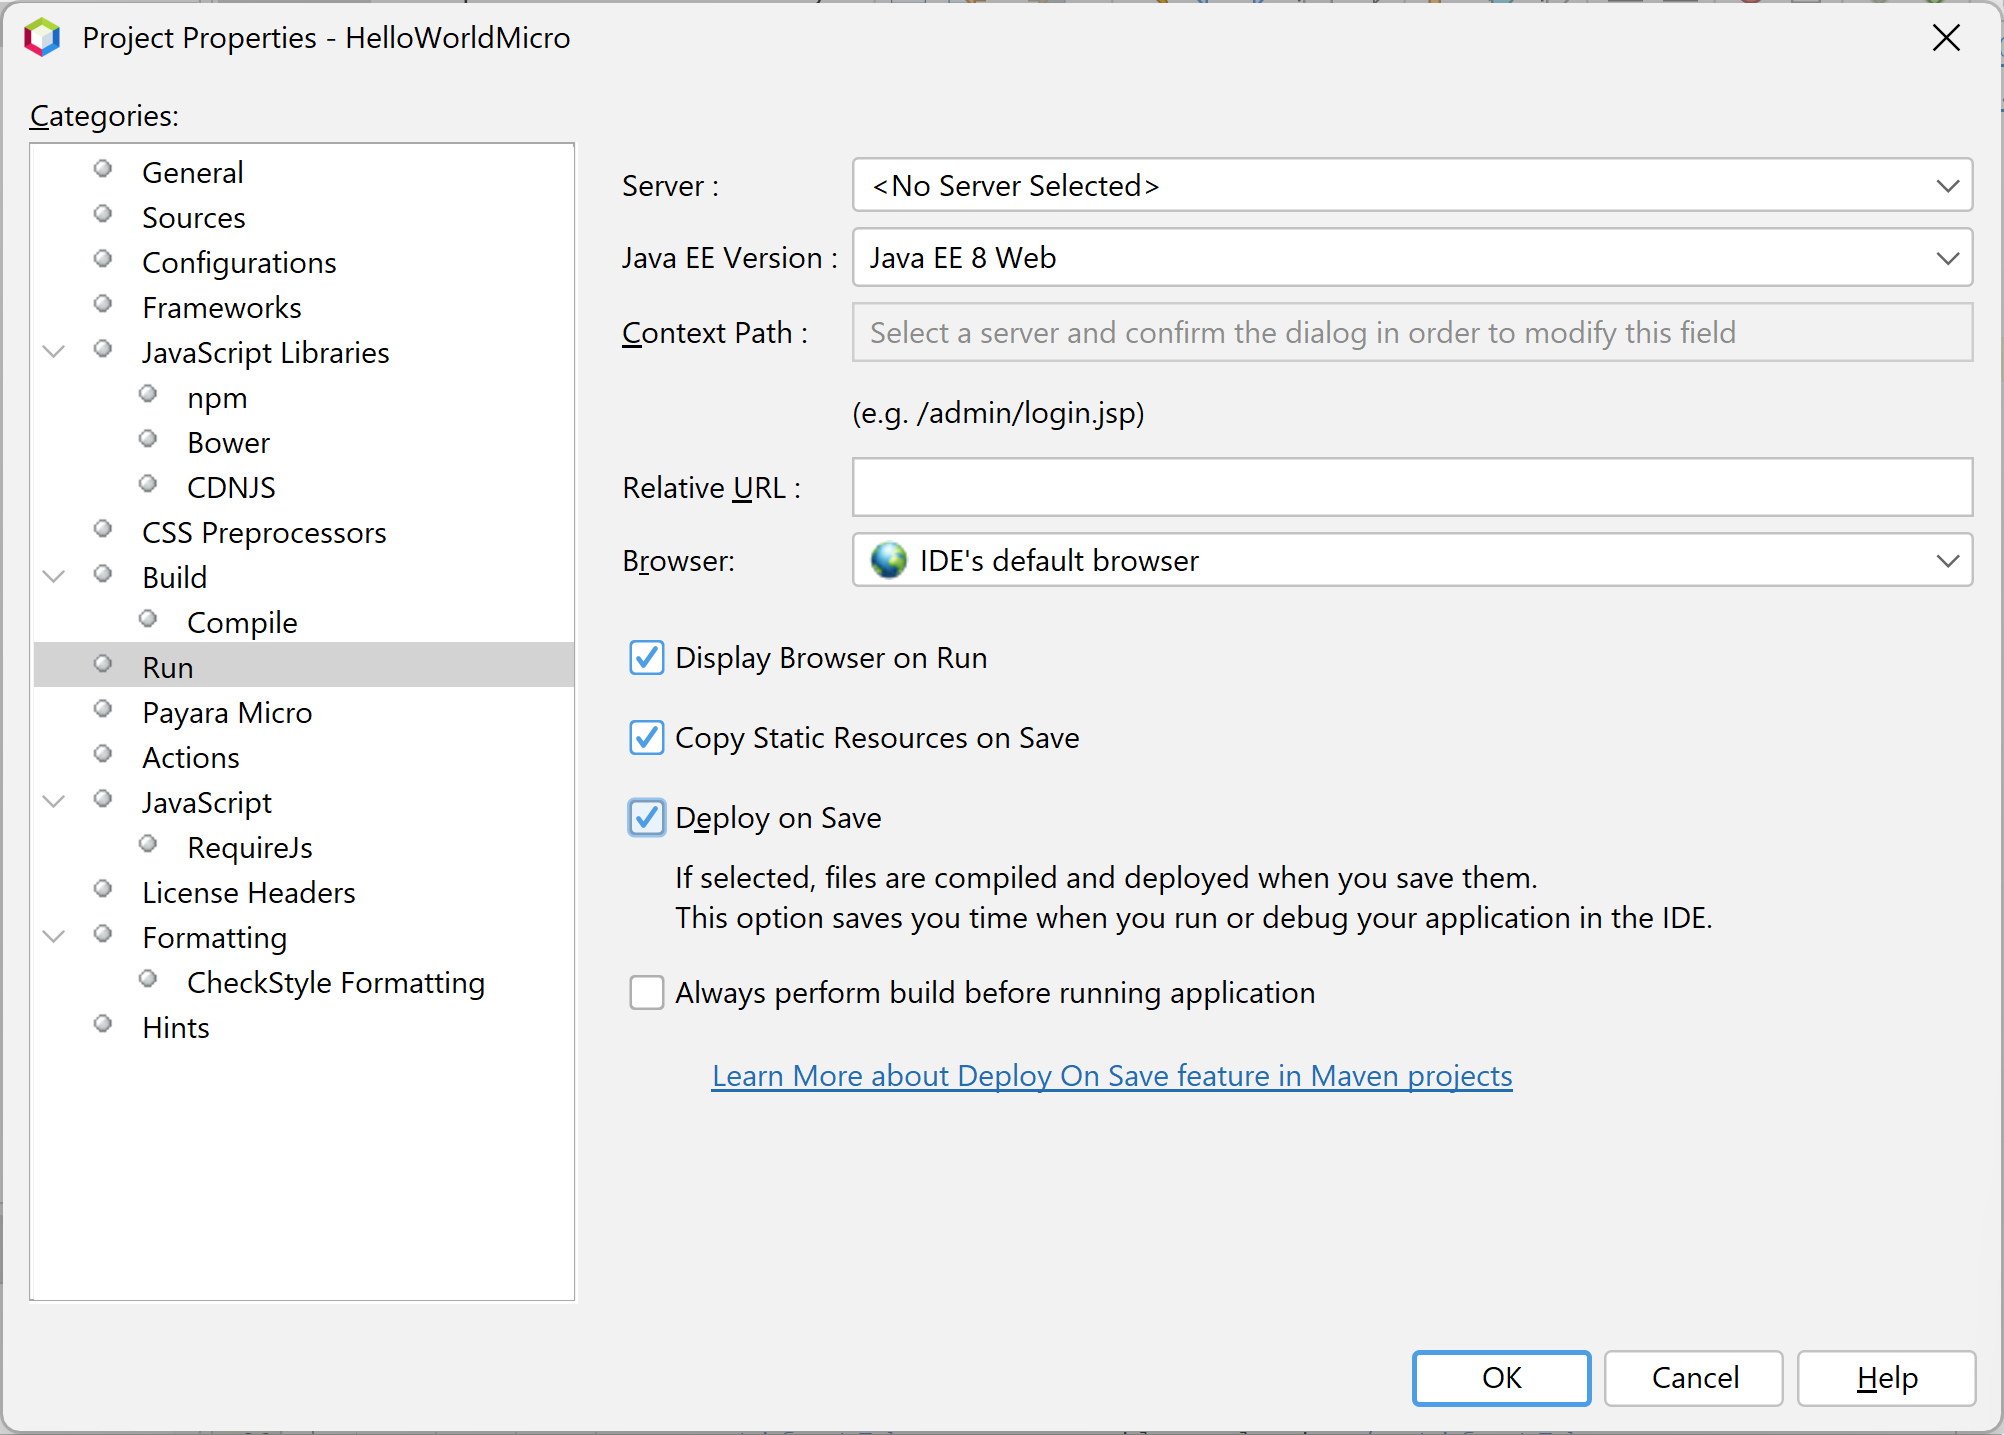 Project Properties - HelloWorldMicro
Categories:
General
Sources
Configurations
Frameworks
JavaScript Libraries
npm
Bower
CDNJS
CSS Preprocessors
Build
Compile
Run
Payara Micro
Actions
JavaScript
RequireJs
License Headers
Formatting
CheckStyle Formatting
Hints
Server : <No Server Selected>
Java EE Version : Java EE 8 Web
Context Path : Select a server and confirm the dialog in order to modify this field
(e.g. /admin/login.jsp)
Relative URL :
Browser: IDE's default browser
Display Browser on Run
Copy Static Resources on Save
Deploy on Save
If selected, files are compiled and deployed when you save them.
This option saves you time when you run or debug your application in the IDE.
Always perform build before running application
Learn More about Deploy On Save feature in Maven projects
OK Cancel Help